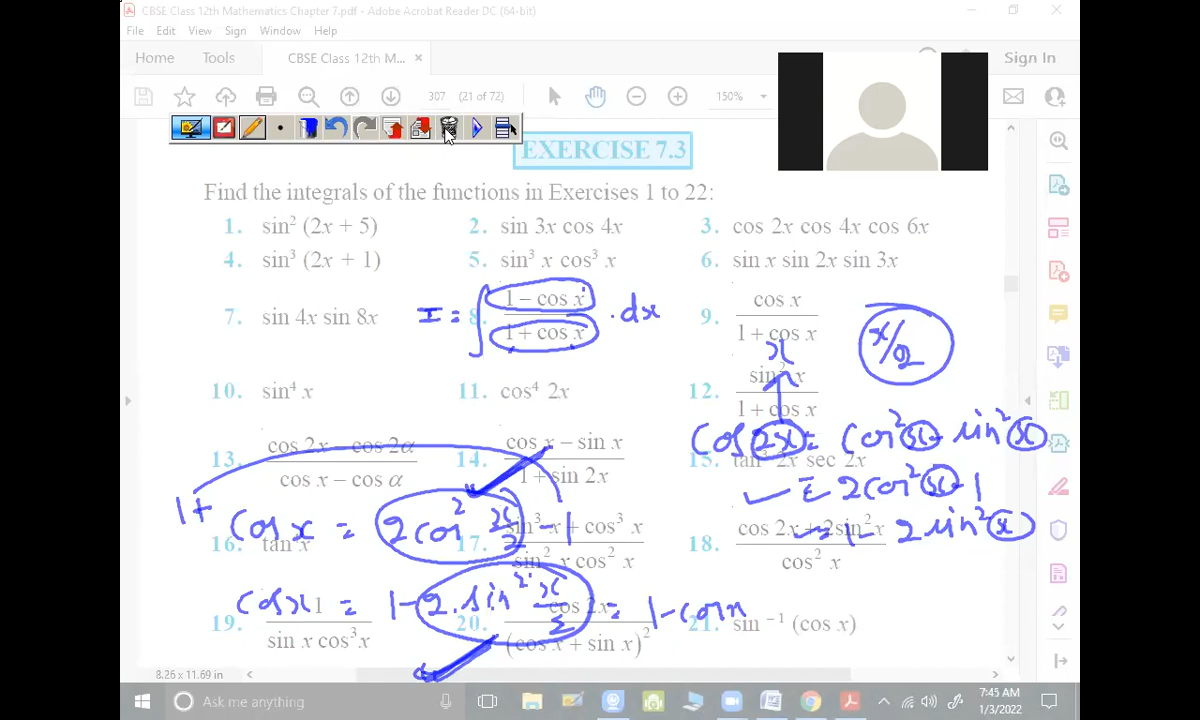 CBSE Class 12th Mathematics Chapter 7.pdf - Adobe Acrobat Reader DC (64-bit)
File Edit View Sign Window Help
Home Tools CBSE Class 12th M... × Sign In
307 (21 of 72) 150%
EXERCISE 7.3
Find the integrals of the functions in Exercises 1 to 22:
1. sin² (2x + 5) 2. sin 3x cos 4x 3. cos 2x cos 4x cos 6x
4. sin³ (2x + 1) 5. sin³ x cos³ x 6. sin x sin 2x sin 3x
7. sin 4x sin 8x I = ∫ 8. (1 – cos x)/(1 + cos x) . dx 9. cos x/(1 + cos x) x/2
x
10. sin⁴ x 11. cos⁴ 2x 12. sin² x/(1 + cos x)
cos 2x = cos² x - sin² x
13. (cos 2x – cos 2α)/(cos x – cos α) 14. (cos x – sin x)/(1 + sin 2x) 15. tan³ 2x sec 2x
= 2cos² x - 1
1+ cos x = 2cos² x/2 - 1
= 1 - 2 sin² (x)
16. tan⁴ x 17. (sin³ x + cos³ x)/(sin² x cos² x) 18. (cos 2x + 2sin² x)/cos² x
cos x = 1 - 2. sin² x/2 = 1 - cos x
19. 1/(sin x cos³ x) 20. cos 2x/(cos x + sin x)² 21. sin ⁻¹ (cos x)
8.26 x 11.69 in
Ask me anything 7:45 AM
1/3/2022